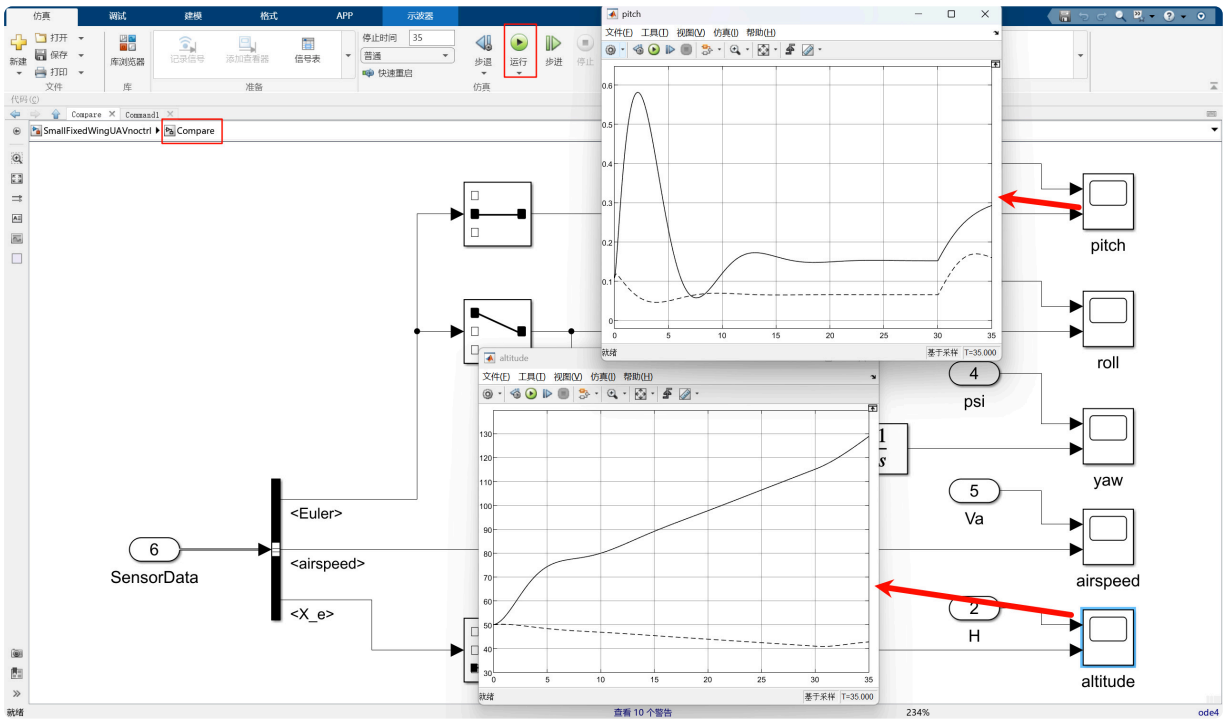 仿真 调试 建模 格式 APP 示波器
打开
保存
打印
新建
文件
库浏览器
库
记录信号
添加查看器
信号表
准备
停止时间 35
普通
快速重启
步退
运行
步进
停止
仿真
代码(C)
Compare × Command1 ×
SmallFixedWingUAVnoctrl Compare
pitch
文件(F) 工具(T) 视图(V) 仿真(I) 帮助(H)
0.6
0.5
0.4
0.3
0.2
0.1
0
0 5 10 15 20 25 30 35
就绪 基于采样 T=35.000
altitude
文件(F) 工具(T) 视图(V) 仿真(I) 帮助(H)
130
120
110
100
90
80
70
60
50
40
30
0 5 10 15 20 25 30 35
就绪 基于采样 T=35.000
6
SensorData
<Euler>
<airspeed>
<X_e>
1
s
pitch
roll
4
psi
yaw
5
Va
airspeed
2
H
altitude
就绪 查看 10 个警告 234% ode4